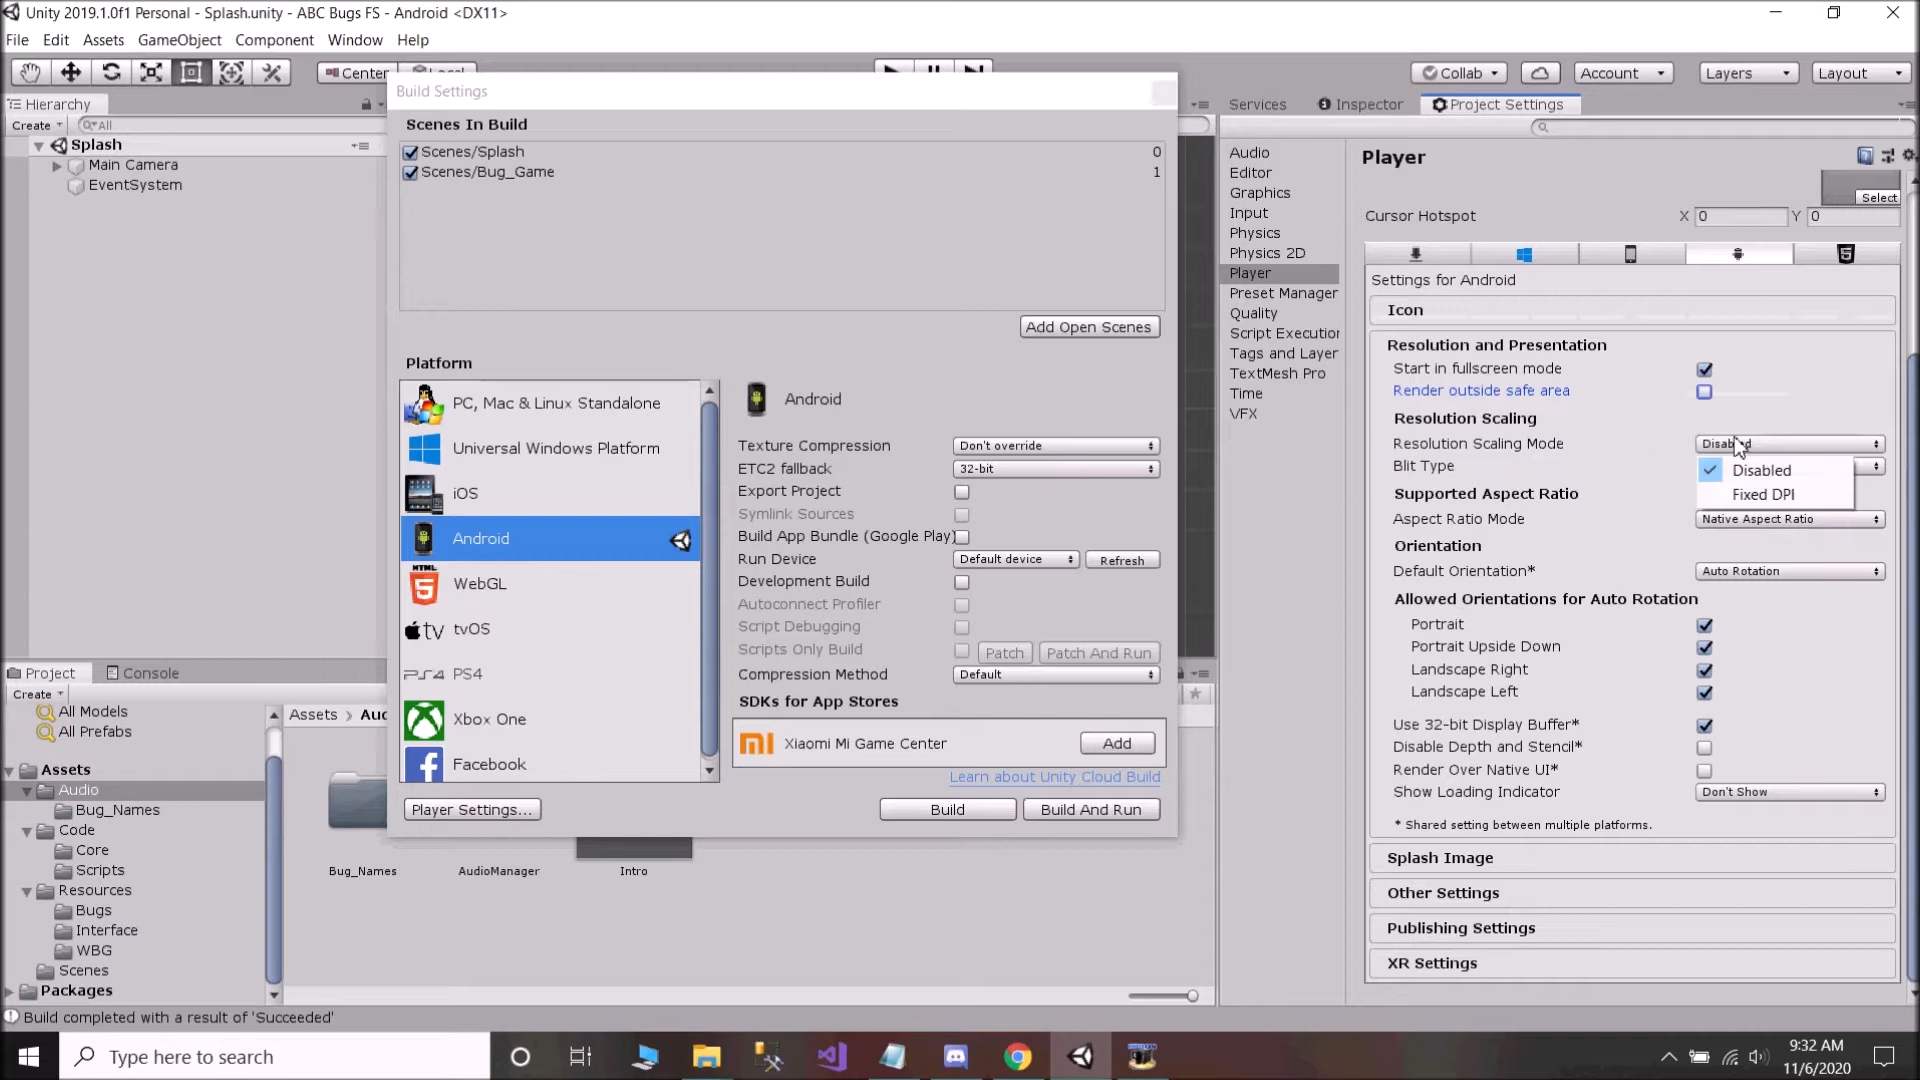 Unity 2019.1.0f1 Personal - Splash.unity - ABC Bugs FS - Android <DX11>
File Edit Assets GameObject Component Window Help
Center
Collab Account Layers Layout
Hierarchy
Create All
Splash
Main Camera
EventSystem
Build Settings
Scenes In Build
Scenes/Splash 0
Scenes/Bug_Game 1
Add Open Scenes
Platform
PC, Mac & Linux Standalone
Universal Windows Platform
iOS
Android
HTML
WebGL
tv tvOS
PS4
Xbox One
Facebook
Android
Texture Compression Don't override
ETC2 fallback 32-bit
Export Project
Symlink Sources
Build App Bundle (Google Play)
Run Device Default device Refresh
Development Build
Autoconnect Profiler
Script Debugging
Scripts Only Build Patch Patch And Run
Compression Method Default
SDKs for App Stores
Xiaomi Mi Game Center Add
Learn about Unity Cloud Build
Player Settings... Build Build And Run
Services Inspector Project Settings
Audio
Editor
Graphics
Input
Physics
Physics 2D
Player
Preset Manager
Quality
Script Execution
Tags and Layer
TextMesh Pro
Time
VFX
Player
Select
Cursor Hotspot X 0 Y 0
Settings for Android
Icon
Resolution and Presentation
Start in fullscreen mode
Render outside safe area
Resolution Scaling
Resolution Scaling Mode Disabled
Blit Type
Disabled
Fixed DPI
Supported Aspect Ratio
Aspect Ratio Mode Native Aspect Ratio
Orientation
Default Orientation* Auto Rotation
Allowed Orientations for Auto Rotation
Portrait
Portrait Upside Down
Landscape Right
Landscape Left
Use 32-bit Display Buffer*
Disable Depth and Stencil*
Render Over Native UI*
Show Loading Indicator Don't Show
* Shared setting between multiple platforms.
Splash Image
Other Settings
Publishing Settings
XR Settings
Project Console
Create
All Models
All Prefabs
Assets
Audio
Bug_Names
Code
Core
Scripts
Resources
Bugs
Interface
WBG
Scenes
Packages
Assets > Aud
Bug_Names AudioManager Intro
Build completed with a result of 'Succeeded'
Type here to search
9:32 AM
11/6/2020